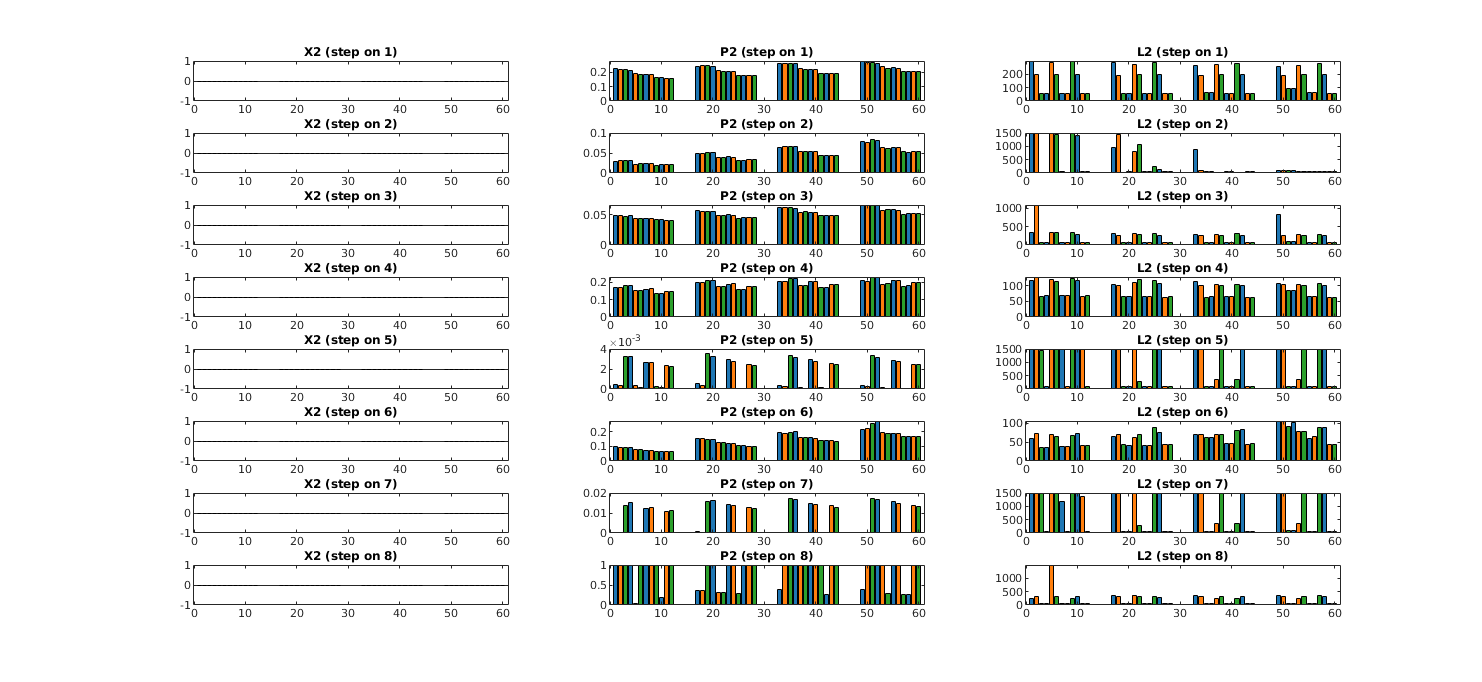 X2 (step on 1) P2 (step on 1) L2 (step on 1)
1 0 -1 0 10 20 30 40 50 60
0.2 0.1 0 0 10 20 30 40 50 60
200 100 0 0 10 20 30 40 50 60
X2 (step on 2) P2 (step on 2) L2 (step on 2)
1 0 -1 0 10 20 30 40 50 60
0.1 0.05 0 0 10 20 30 40 50 60
1500 1000 500 0 0 10 20 30 40 50 60
X2 (step on 3) P2 (step on 3) L2 (step on 3)
1 0 -1 0 10 20 30 40 50 60
0.05 0 0 10 20 30 40 50 60
1000 500 0 0 10 20 30 40 50 60
X2 (step on 4) P2 (step on 4) L2 (step on 4)
1 0 -1 0 10 20 30 40 50 60
0.2 0.1 0 0 10 20 30 40 50 60
100 50 0 0 10 20 30 40 50 60
X2 (step on 5) P2 (step on 5) L2 (step on 5)
1 0 -1 0 10 20 30 40 50 60
×10-3 4 2 0 0 10 20 30 40 50 60
1500 1000 500 0 0 10 20 30 40 50 60
X2 (step on 6) P2 (step on 6) L2 (step on 6)
1 0 -1 0 10 20 30 40 50 60
0.2 0.1 0 0 10 20 30 40 50 60
100 50 0 0 10 20 30 40 50 60
X2 (step on 7) P2 (step on 7) L2 (step on 7)
1 0 -1 0 10 20 30 40 50 60
0.02 0.01 0 0 10 20 30 40 50 60
1500 1000 500 0 0 10 20 30 40 50 60
X2 (step on 8) P2 (step on 8) L2 (step on 8)
1 0 -1 0 10 20 30 40 50 60
1 0.5 0 0 10 20 30 40 50 60
1000 500 0 0 10 20 30 40 50 60